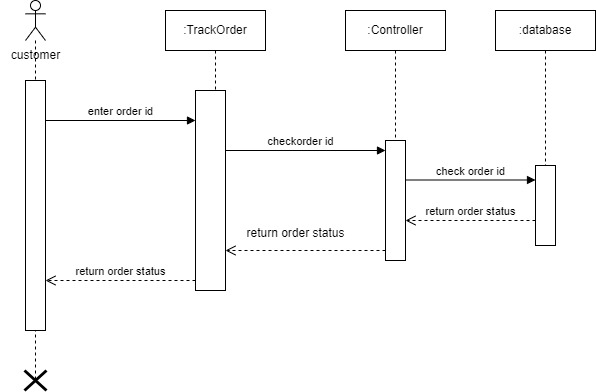 :TrackOrder
:Controller
:database
customer
enter order id
checkorder id
check order id
return order status
return order status
return order status